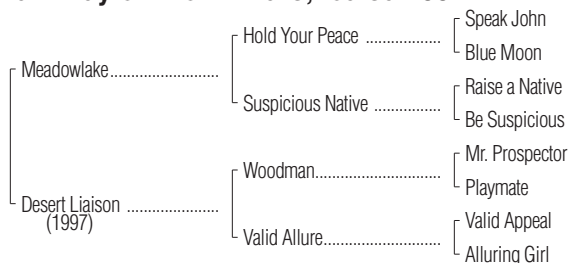 Speak John
Hold Your Peace ..................
Blue Moon
Meadowlake..........................
Raise a Native
Suspicious Native ................
Be Suspicious
Mr. Prospector
Woodman..............................
Playmate
Desert Liaison ......................
(1997)
Valid Appeal
Valid Allure............................
Alluring Girl